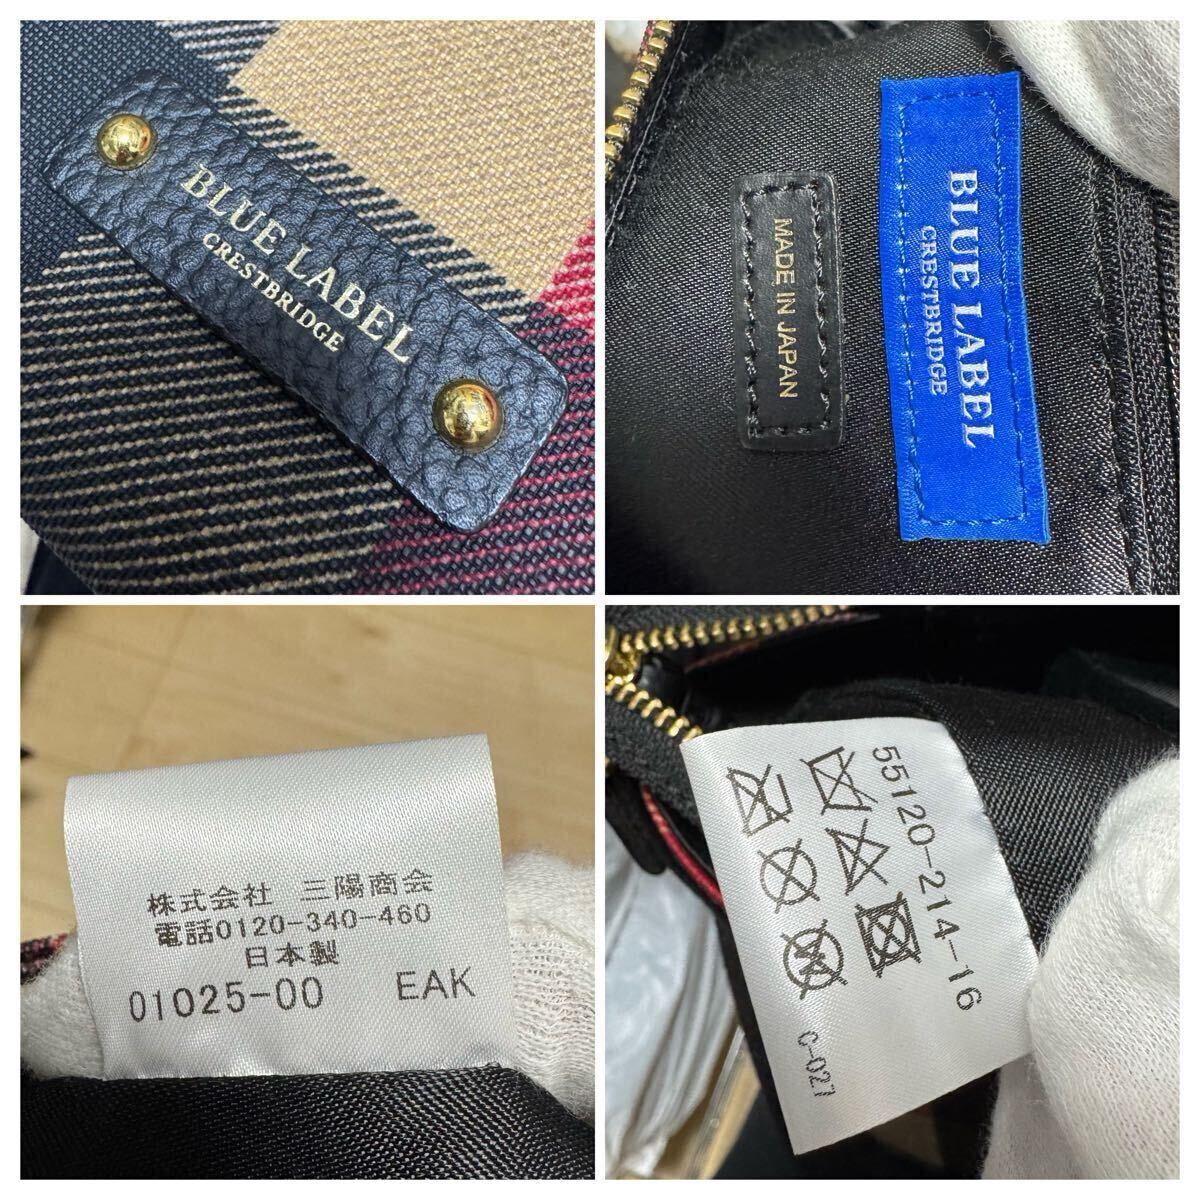 BLUE LABEL
CRESTBRIDGE
MADE IN JAPAN
BLUE LABEL
CRESTBRIDGE
株式会社 三陽商会
電話0120-340-460
日本製
01025-00 EAK
55120-214-16
C-027